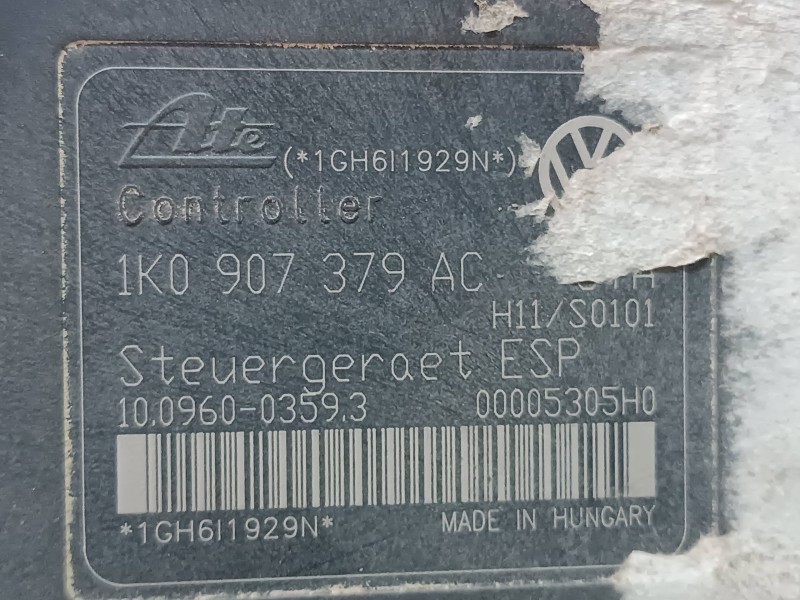 Ate (*1GH6I1929N*)
Controller
1K0 907 379 AC
H11/S0101
Steuergeraet ESP
10.0960-0359.3 00005305H0
*1GH6I1929N* MADE IN HUNGARY